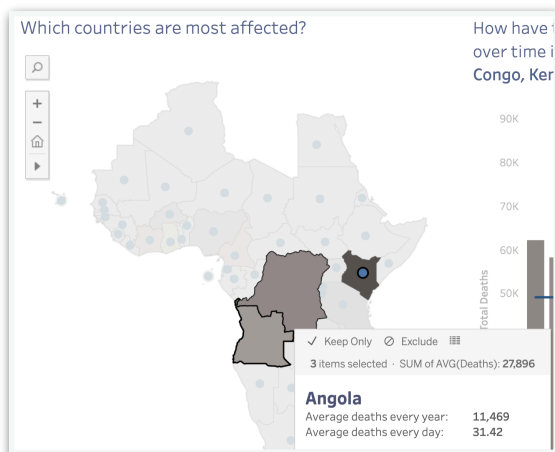 Which countries are most affected?
How have
over time i
Congo, Ker
90K
80K
70K
60K
50K
Total Deaths
Keep Only Exclude
3 items selected · SUM of AVG(Deaths): 27,896
Angola
Average deaths every year: 11,469
Average deaths every day: 31.42